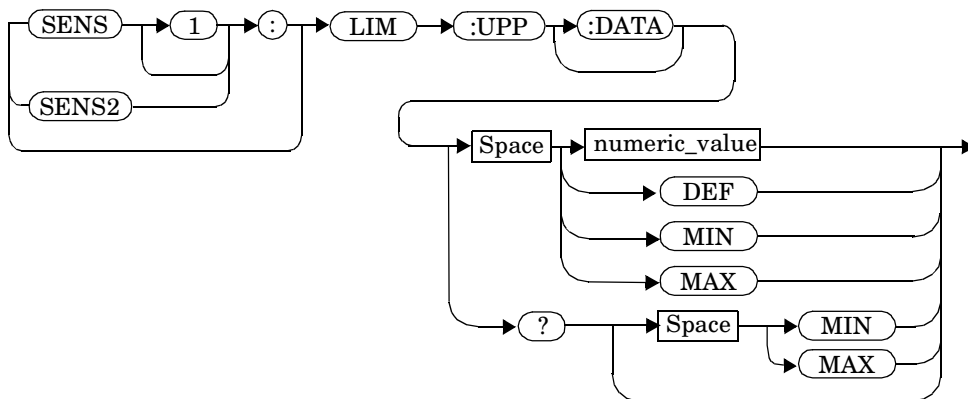 SENS 1 : LIM :UPP :DATA
SENS2
Space numeric_value
DEF
MIN
MAX
? Space MIN
MAX